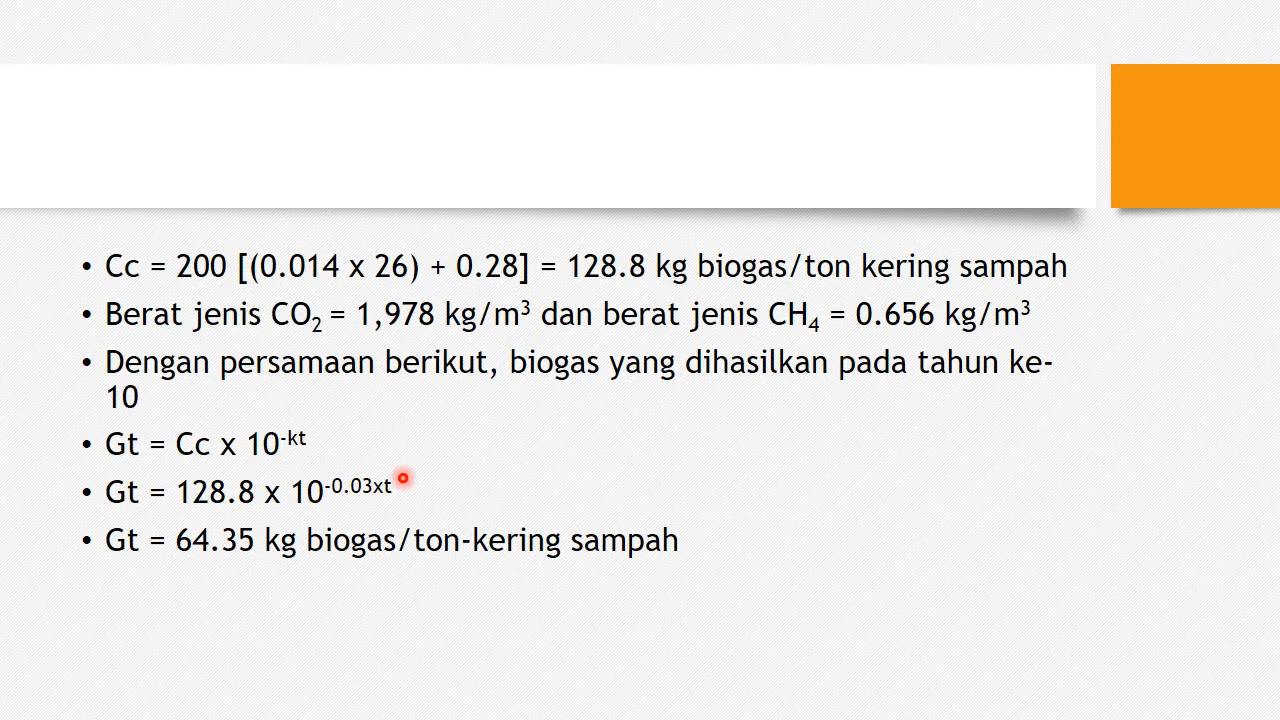 • Cc = 200 [(0.014 x 26) + 0.28] = 128.8 kg biogas/ton kering sampah
• Berat jenis CO₂ = 1,978 kg/m³ dan berat jenis CH₄ = 0.656 kg/m³
• Dengan persamaan berikut, biogas yang dihasilkan pada tahun ke-
10
• Gt = Cc x 10^-kt
• Gt = 128.8 x 10^-0.03xt
• Gt = 64.35 kg biogas/ton-kering sampah